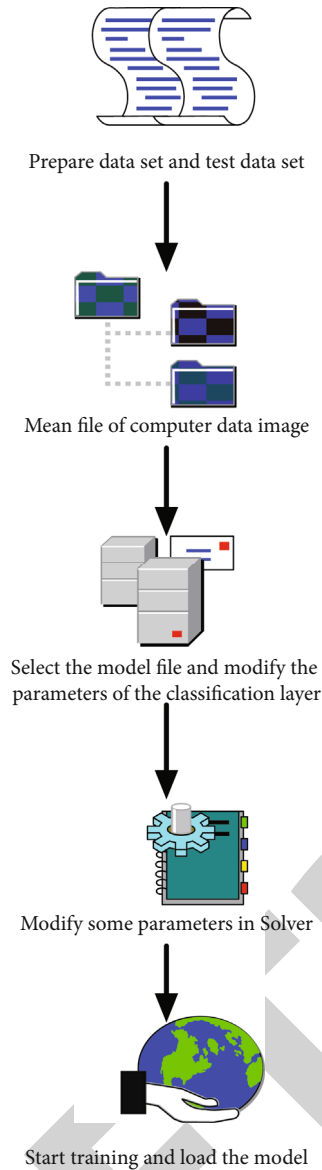 Prepare data set and test data set
Mean file of computer data image
Select the model file and modify the
parameters of the classification layer
Modify some parameters in Solver
Start training and load the model